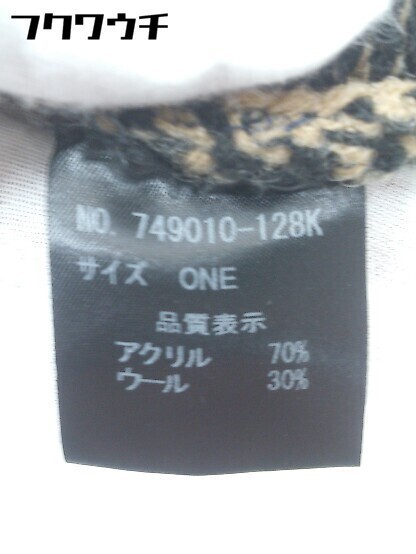 フクワウチ
NO. 749010-128K
サイズ ONE
品質表示
アクリル 70%
ウール 30%